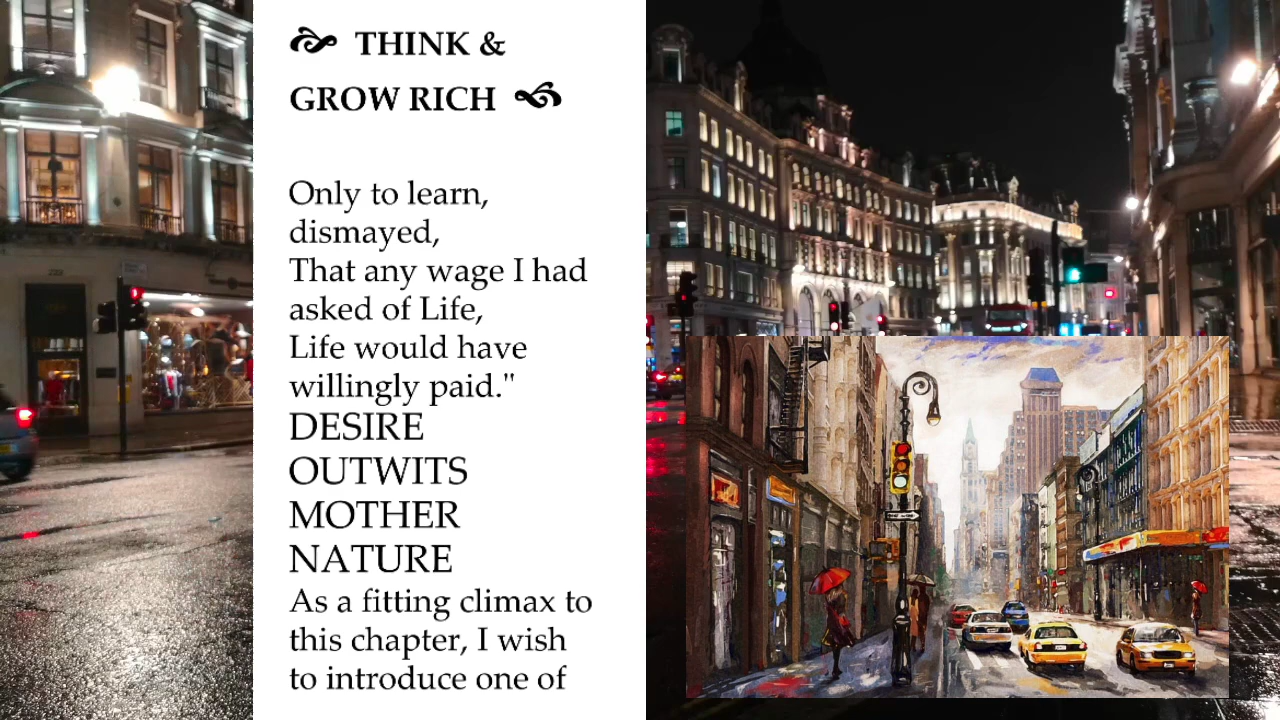 THINK &
GROW RICH
Only to learn,
dismayed,
That any wage I had
asked of Life,
Life would have
willingly paid."
DESIRE
OUTWITS
MOTHER
NATURE
As a fitting climax to
this chapter, I wish
to introduce one of